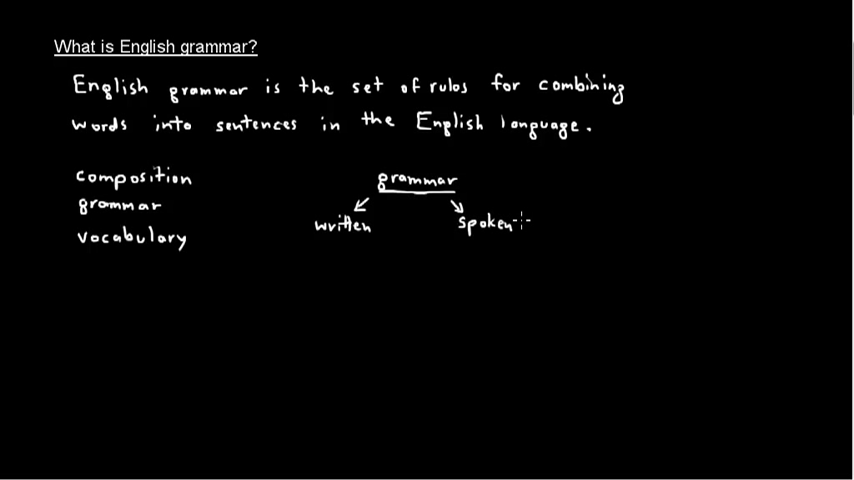 What is English grammar?
English grammar is the set of rules for combining
words into sentences in the English language.
composition
grammar
vocabulary
grammar
written spoken